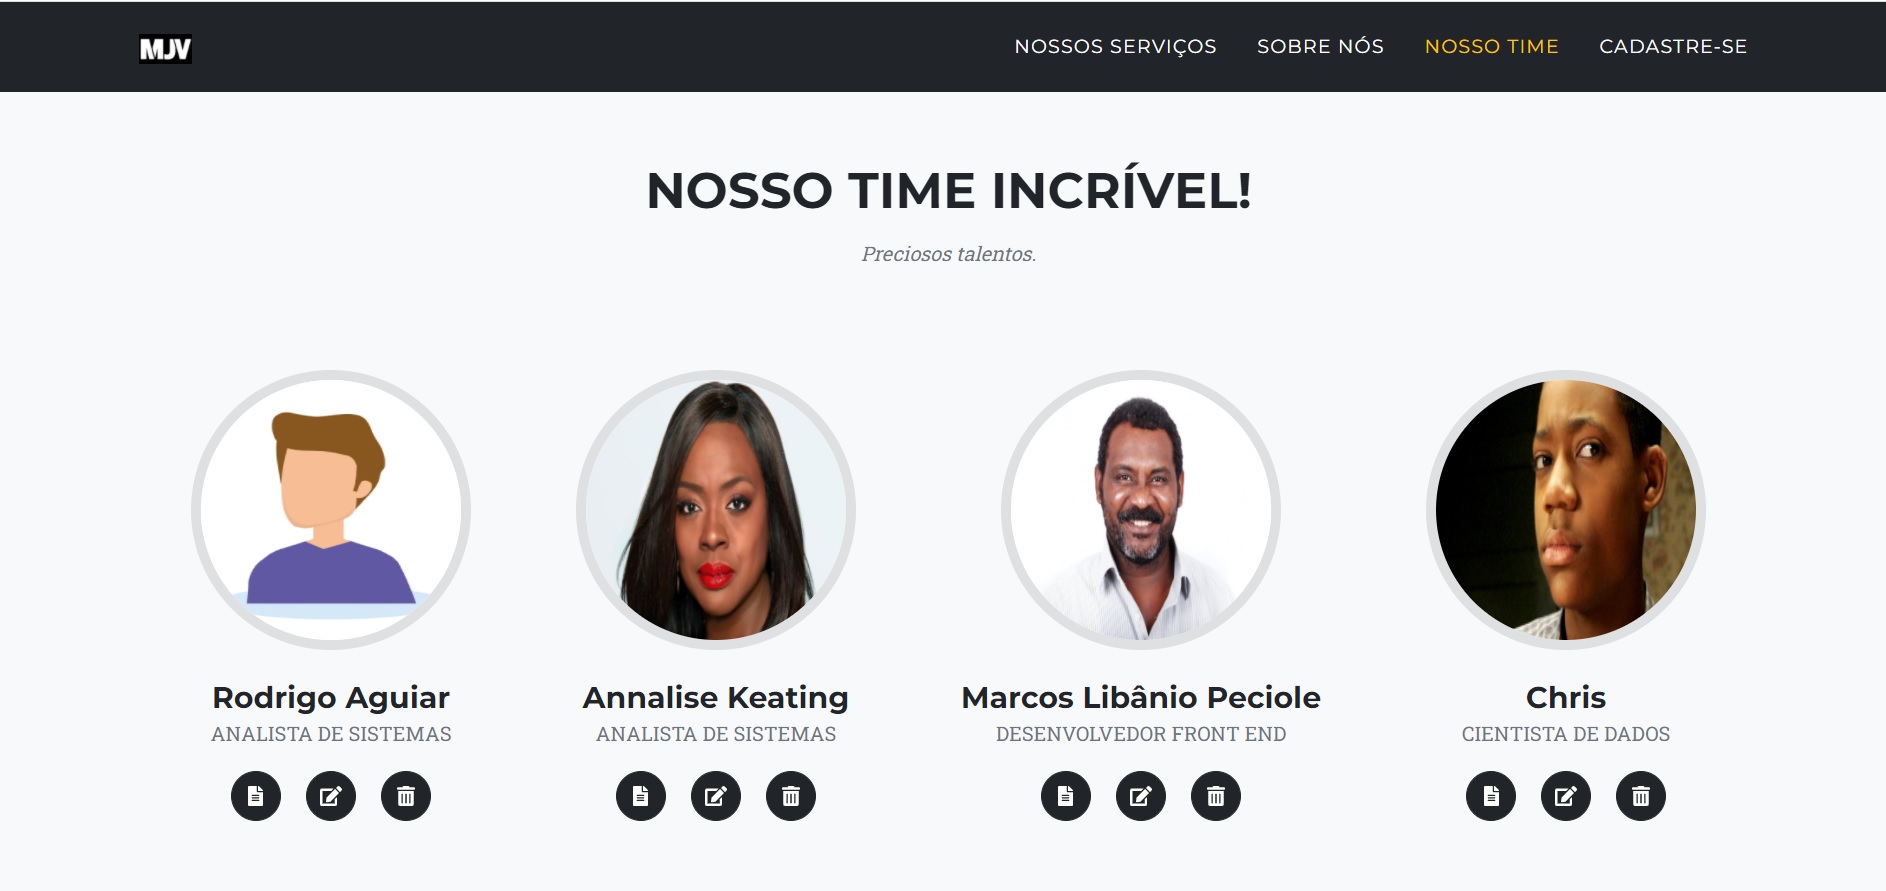 MJV
NOSSOS SERVIÇOS SOBRE NÓS NOSSO TIME CADASTRE-SE
NOSSO TIME INCRÍVEL!
Preciosos talentos.
Rodrigo Aguiar
ANALISTA DE SISTEMAS
Annalise Keating
ANALISTA DE SISTEMAS
Marcos Libânio Peciole
DESENVOLVEDOR FRONT END
Chris
CIENTISTA DE DADOS